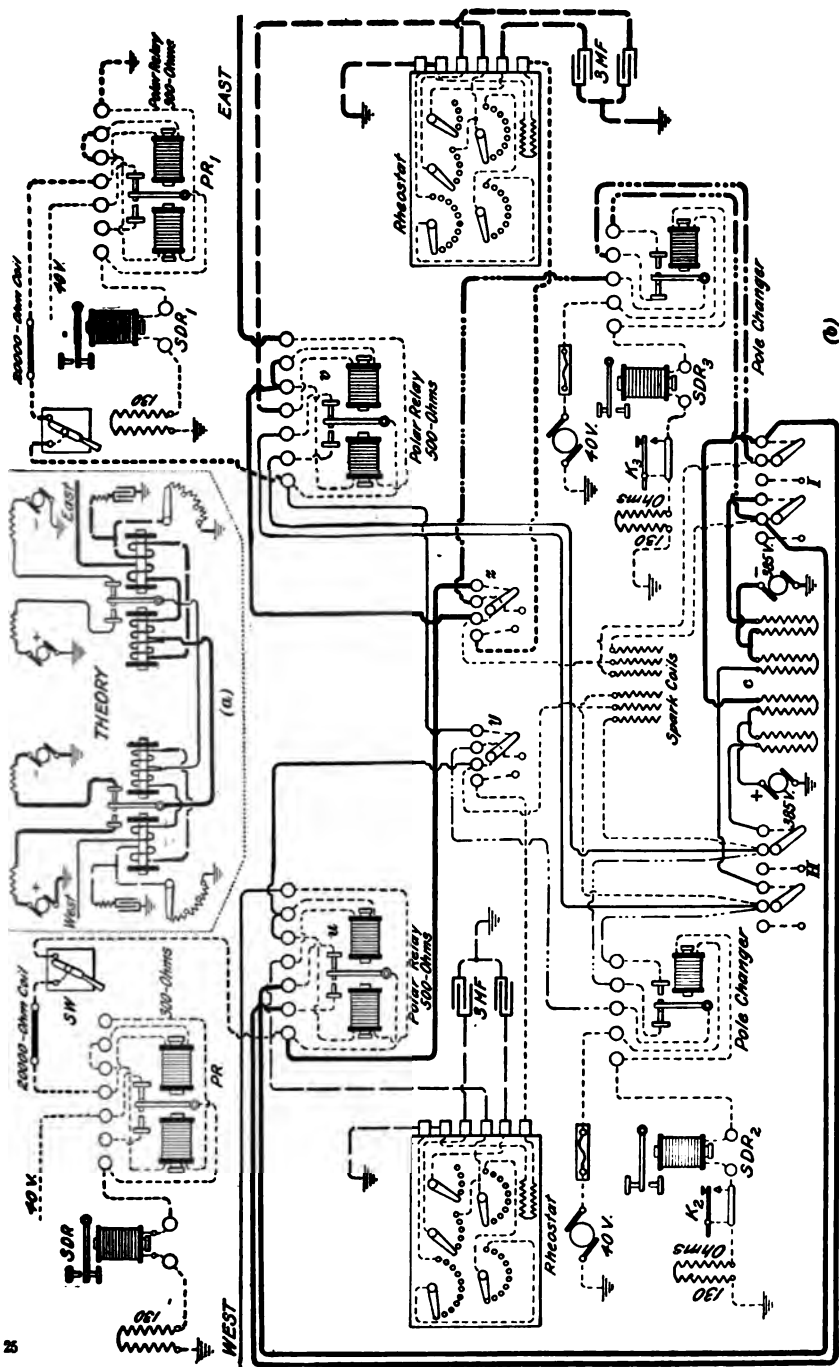 25
40 V.
20000-Ohm Coil
SW
300-Ohms
PR
SDR
130
WEST
THEORY
West
East
+
-
+
-
(a)
20000-Ohm Coil
40 V.
Polar Relay
300-Ohms
PR1
SDR1
130
EAST
u
Polar Relay
500-Ohms
v
Polar Relay
500-Ohms
3 MF
Rheostat
y
z
Rheostat
3 MF
40 V.
SDR2
K2
130
Ohms
Pole Changer
Spark Coils
40 V.
K3
130
Ohms
SDR3
Pole Changer
H
+
385 V.
c
-
385 V.
I
(b)